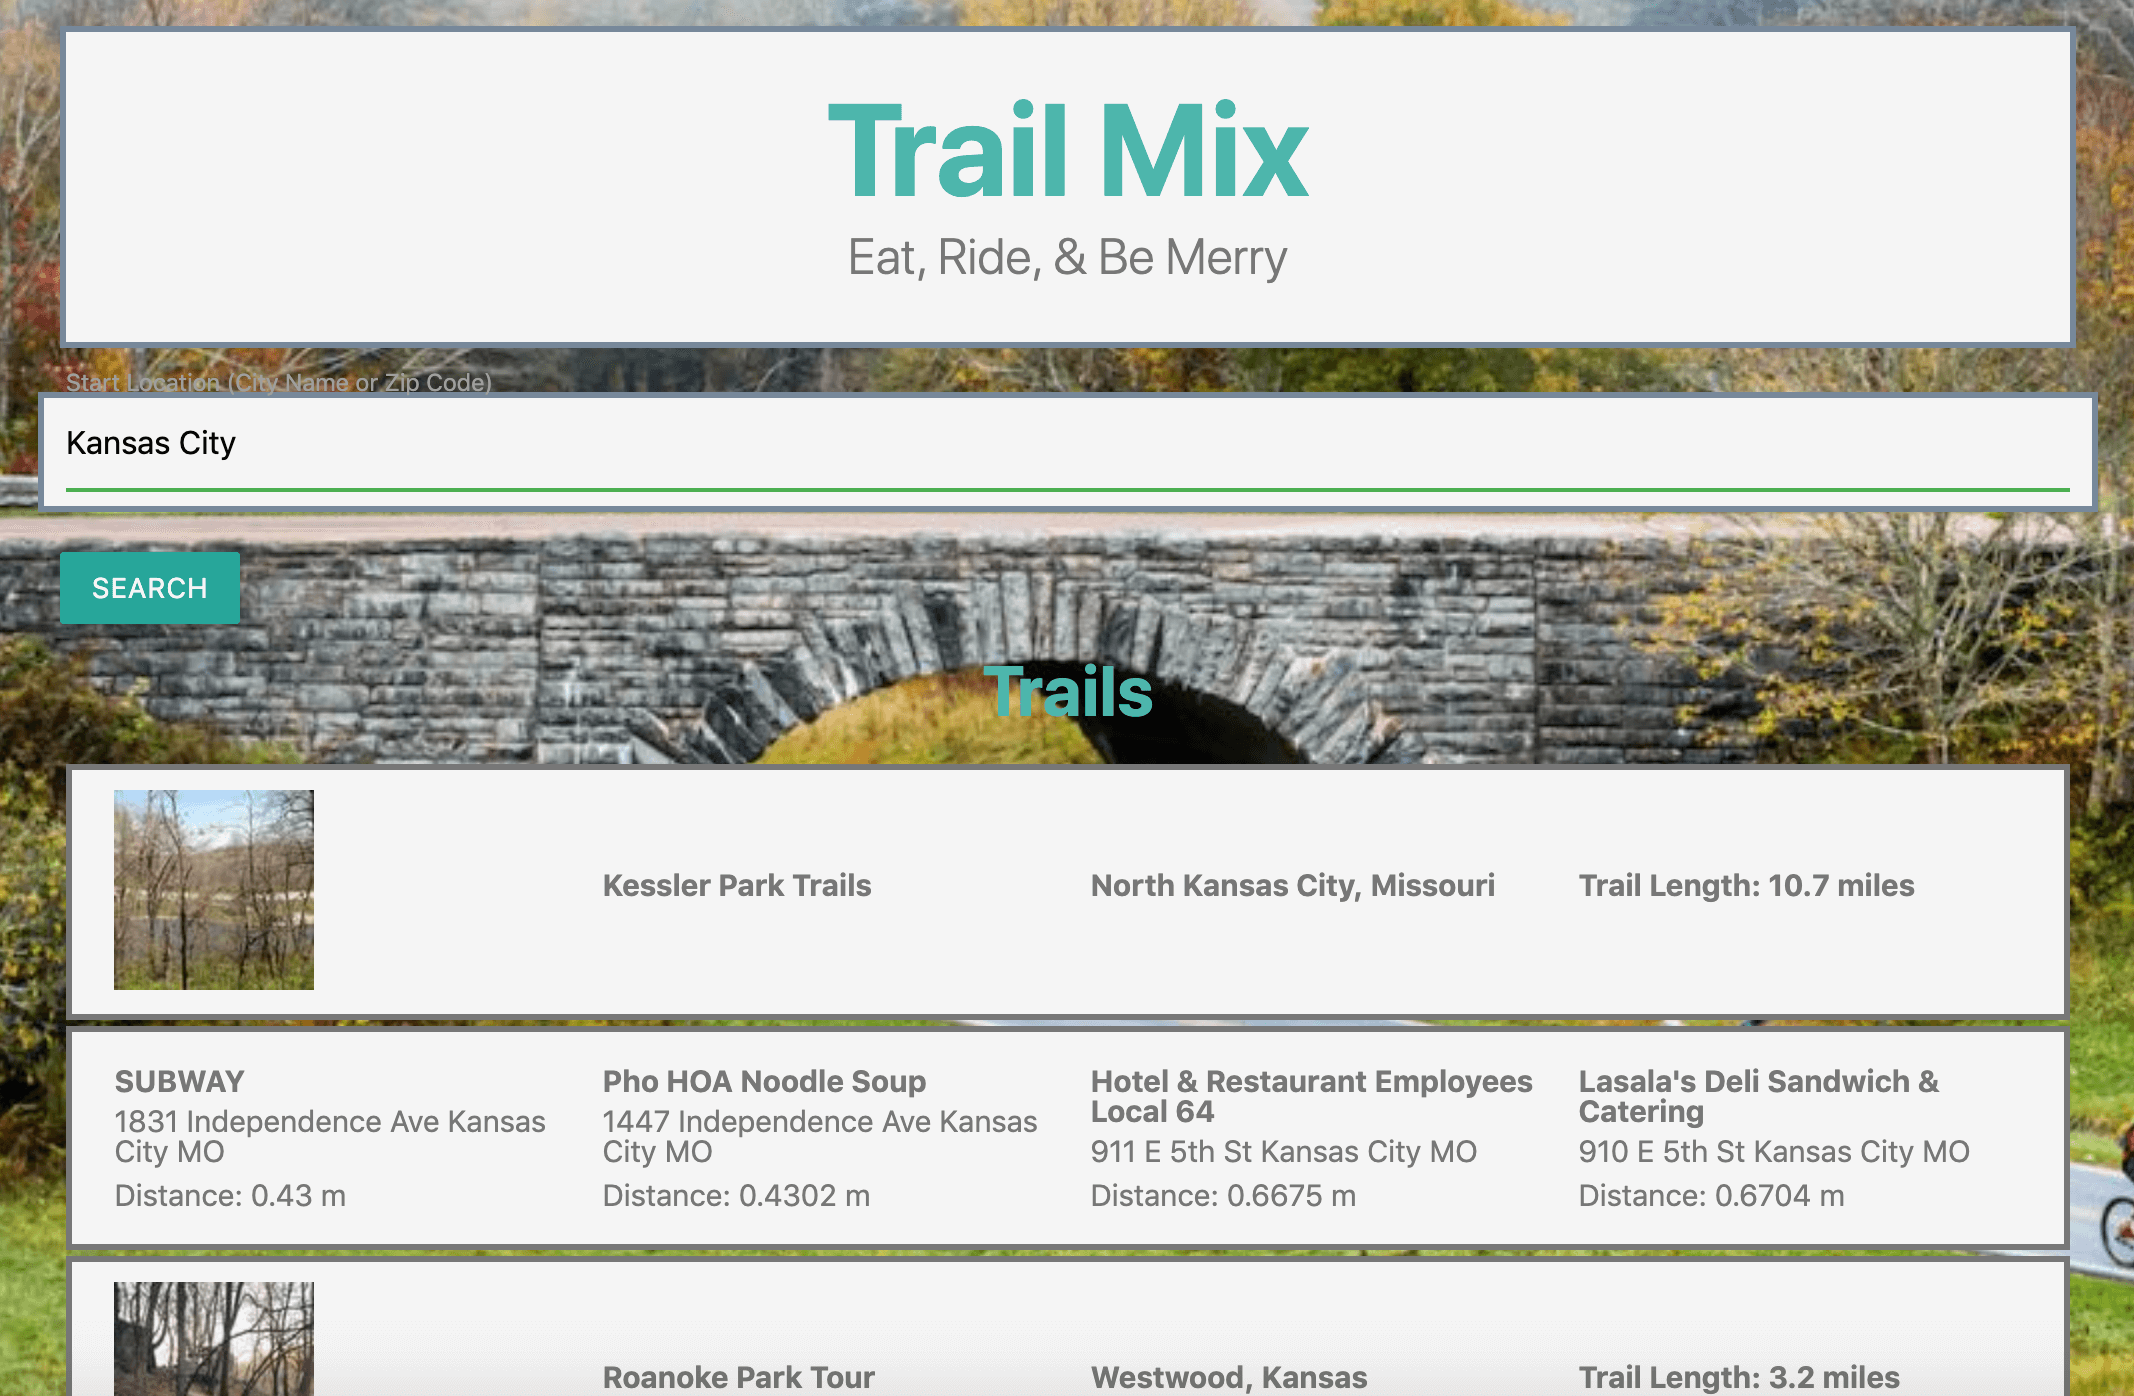 Trail Mix
Eat, Ride, & Be Merry
Start Location (City Name or Zip Code)
Kansas City
SEARCH
Trails
Kessler Park Trails
North Kansas City, Missouri
Trail Length: 10.7 miles
SUBWAY
1831 Independence Ave Kansas
City MO
Distance: 0.43 m
Pho HOA Noodle Soup
1447 Independence Ave Kansas
City MO
Distance: 0.4302 m
Hotel & Restaurant Employees
Local 64
911 E 5th St Kansas City MO
Distance: 0.6675 m
Lasala's Deli Sandwich &
Catering
910 E 5th St Kansas City MO
Distance: 0.6704 m
Roanoke Park Tour
Westwood, Kansas
Trail Length: 3.2 miles